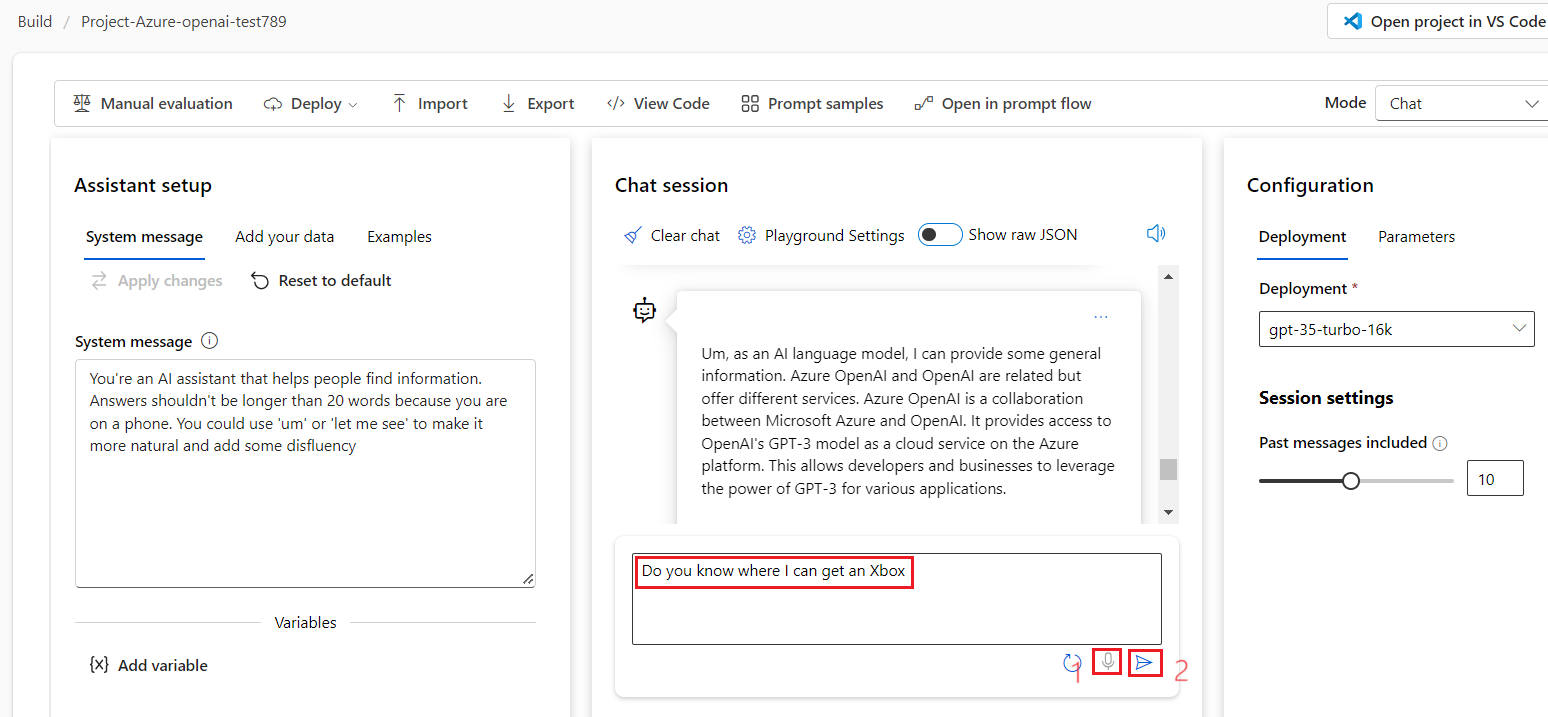 Build / Project-Azure-openai-test789
Open project in VS Code
Manual evaluation Deploy Import Export </> View Code Prompt samples Open in prompt flow Mode Chat
Assistant setup
System message Add your data Examples
Apply changes Reset to default
System message
You're an AI assistant that helps people find information.
Answers shouldn't be longer than 20 words because you are
on a phone. You could use 'um' or 'let me see' to make it
more natural and add some disfluency
Variables
{x} Add variable
Chat session
Clear chat Playground Settings Show raw JSON
...
Um, as an AI language model, I can provide some general
information. Azure OpenAI and OpenAI are related but
offer different services. Azure OpenAI is a collaboration
between Microsoft Azure and OpenAI. It provides access to
OpenAI's GPT-3 model as a cloud service on the Azure
platform. This allows developers and businesses to leverage
the power of GPT-3 for various applications.
Do you know where I can get an Xbox
1 2
Configuration
Deployment Parameters
Deployment *
gpt-35-turbo-16k
Session settings
Past messages included
10